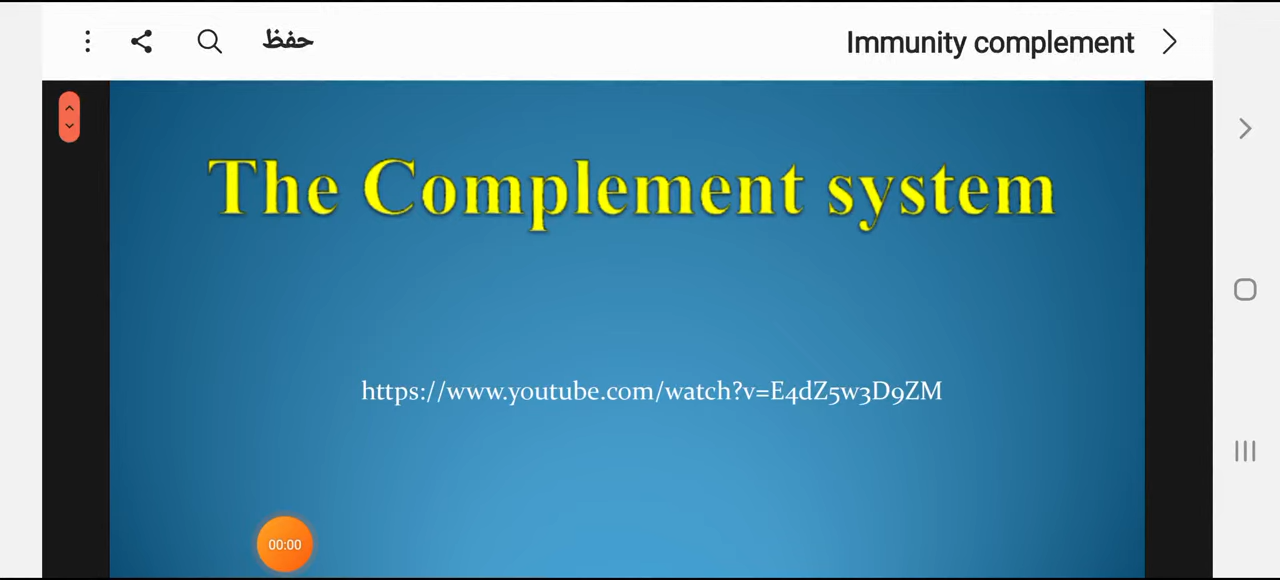 حفظ
Immunity complement
The Complement system
https://www.youtube.com/watch?v=E4dZ5w3D9ZM
00:00